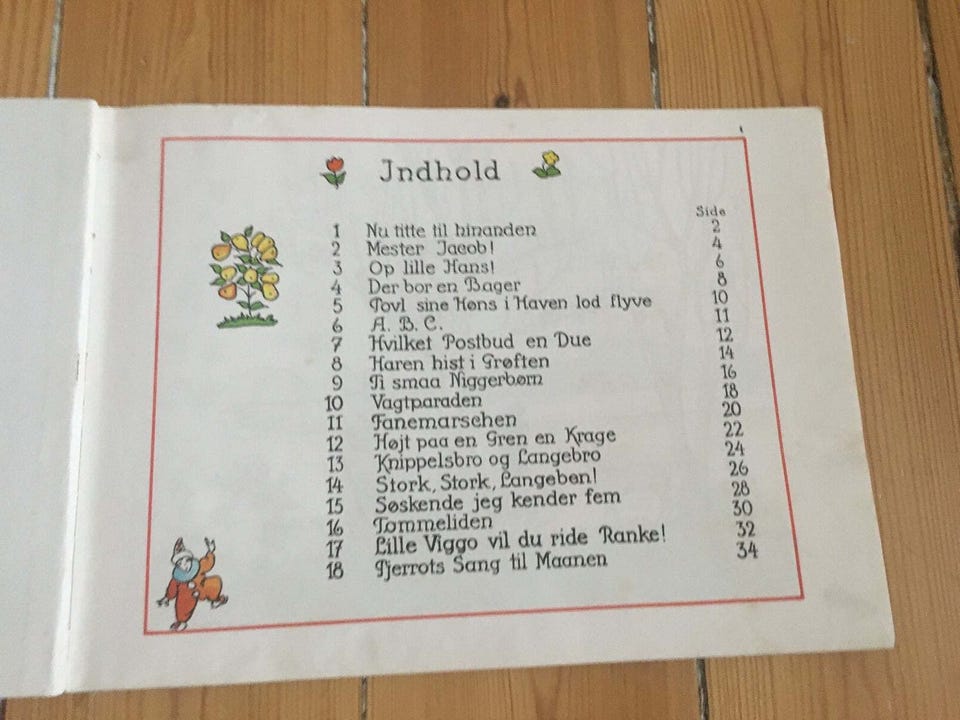 Jndhold
Side
1 Nu titte til hinanden 2
2 Mester Jacob! 4
3 Op lille Hans! 6
4 Der bor en Bager 8
5 Povl sine Høns i Haven lod flyve 10
6 A. B. C. 11
7 Hvilket Postbud en Due 12
8 Haren hist i Grøften 14
9 Ti smaa Niggerbørn 16
10 Vagtparaden 18
11 Fanemarsehen 20
12 Højt paa en Gren en Krage 22
13 Knippelsbro og Langebro 24
14 Stork, Stork, Langeben! 26
15 Søskende jeg kender fem 28
16 Tommeliden 30
17 Lille Viggo vil du ride Ranke! 32
18 Pjerrots Sang til Maanen 34